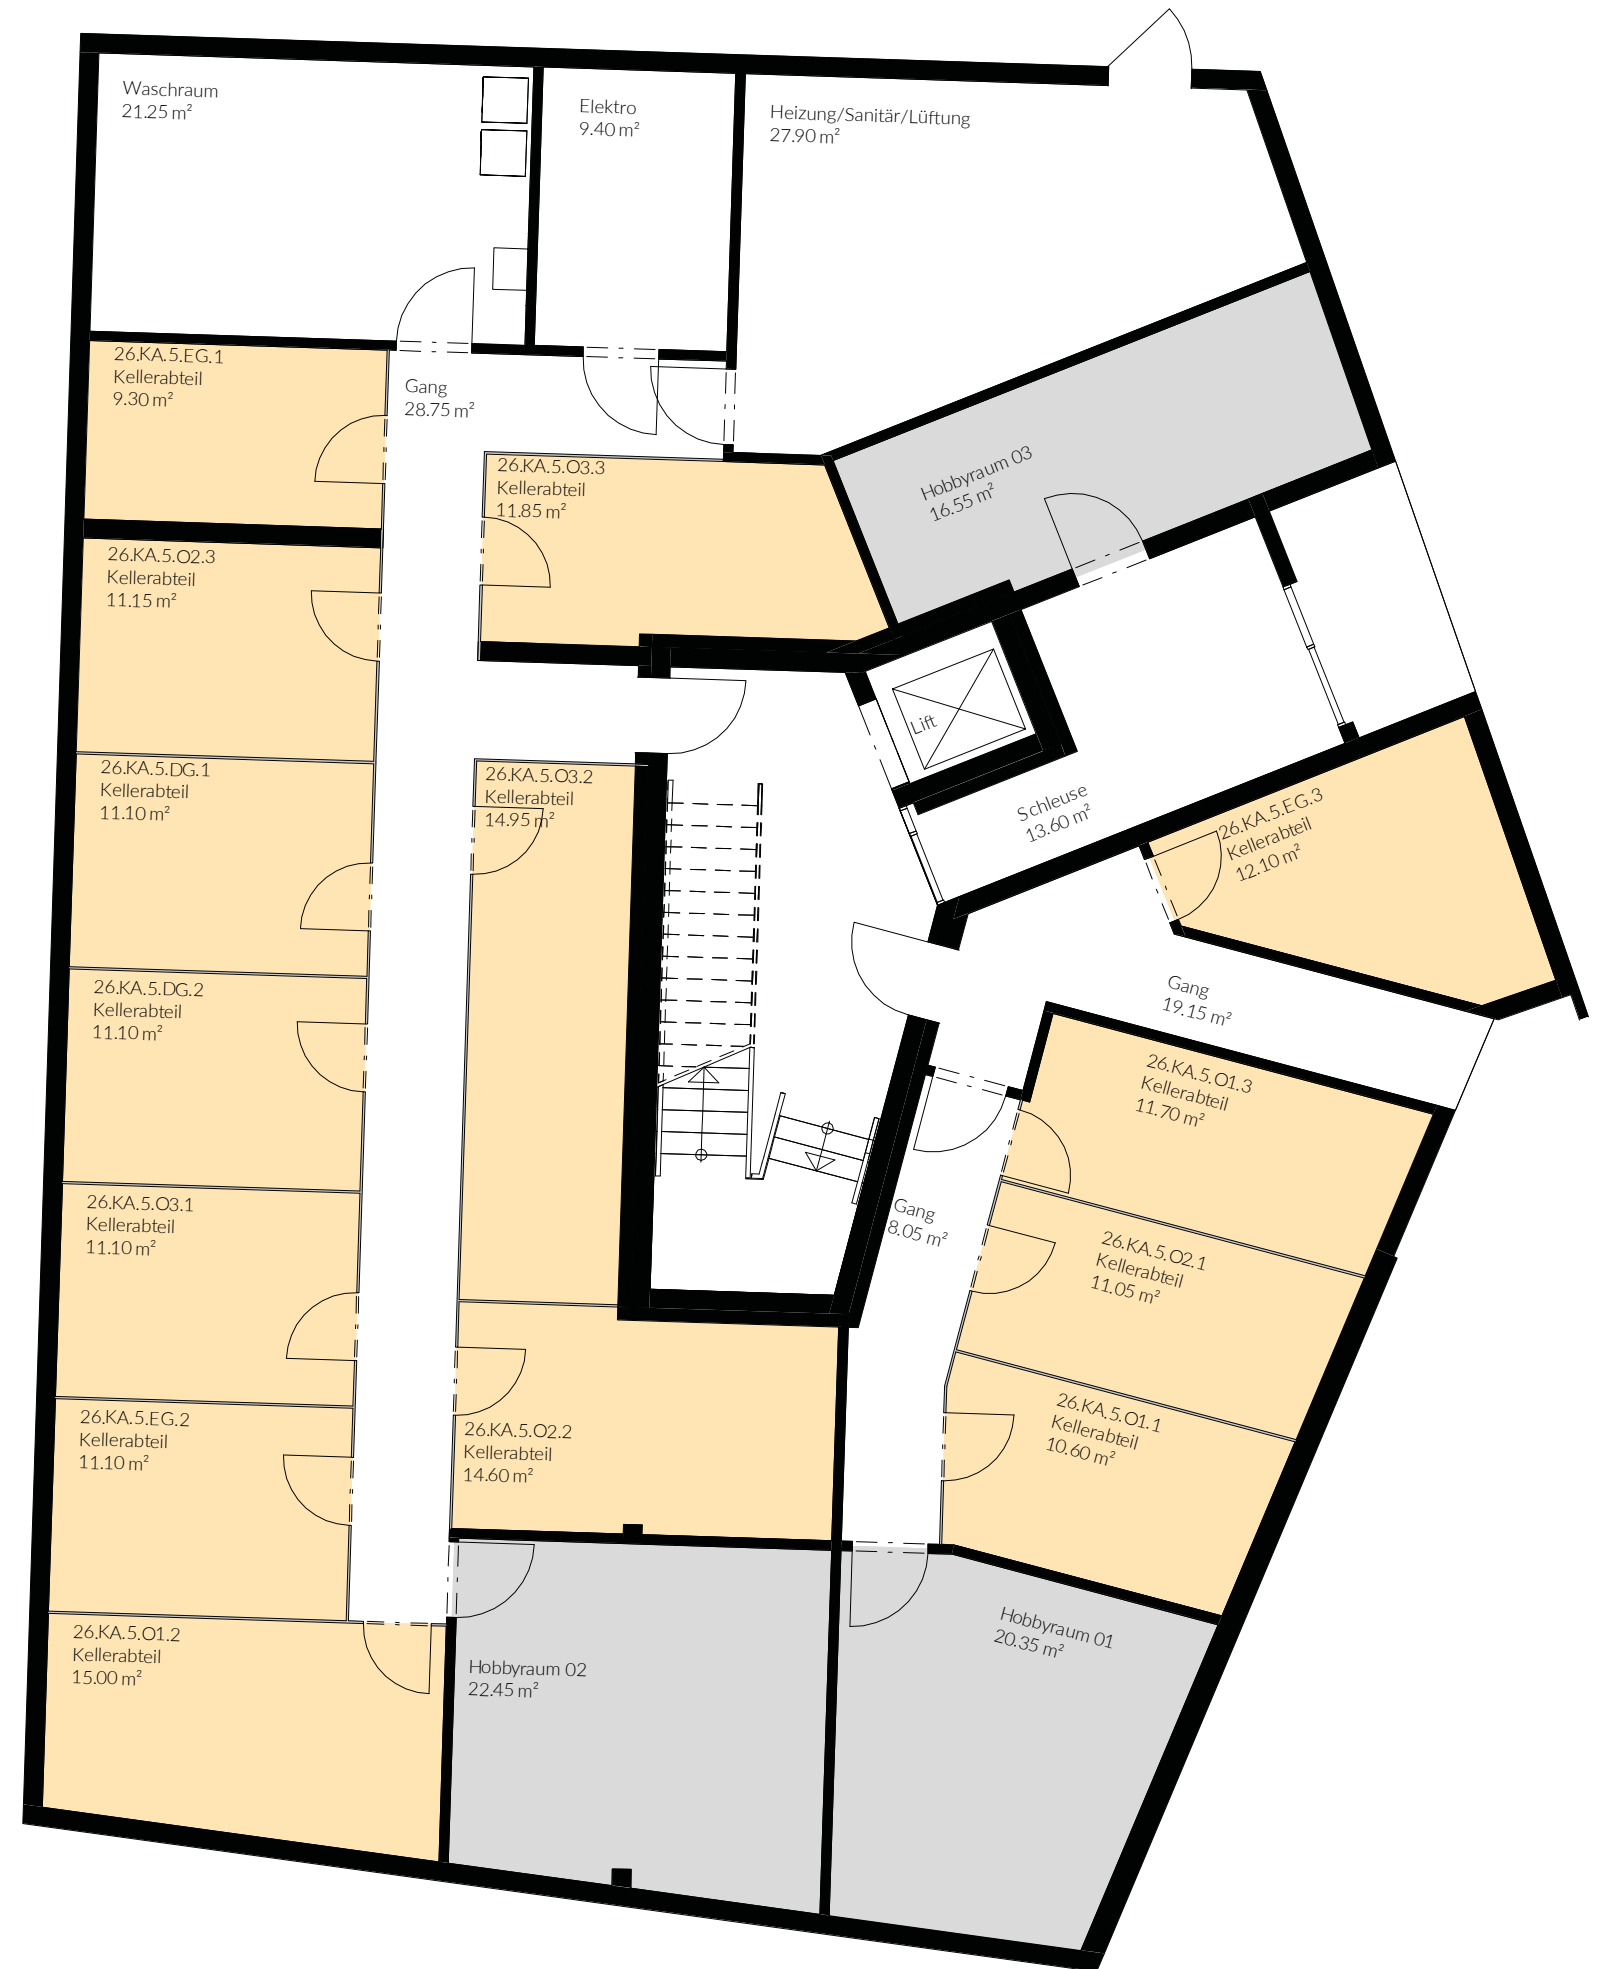 Waschraum
21.25 m²
Elektro
9.40 m²
Heizung/Sanitär/Lüftung
27.90 m²
26.KA.5.EG.1
Kellerabteil
9.30 m²
Gang
28.75 m²
26.KA.5.O3.3
Kellerabteil
11.85 m²
Hobbyraum 03
16.55 m²
26.KA.5.O2.3
Kellerabteil
11.15 m²
Lift
26.KA.5.DG.1
Kellerabteil
11.10 m²
26.KA.5.O3.2
Kellerabteil
14.95 m²
Schleuse
13.60 m²
26.KA.5.EG.3
Kellerabteil
12.10 m²
26.KA.5.DG.2
Kellerabteil
11.10 m²
Gang
19.15 m²
26.KA.5.O1.3
Kellerabteil
11.70 m²
26.KA.5.O3.1
Kellerabteil
11.10 m²
Gang
8.05 m²
26.KA.5.O2.1
Kellerabteil
11.05 m²
26.KA.5.EG.2
Kellerabteil
11.10 m²
26.KA.5.O2.2
Kellerabteil
14.60 m²
26.KA.5.O1.1
Kellerabteil
10.60 m²
26.KA.5.O1.2
Kellerabteil
15.00 m²
Hobbyraum 02
22.45 m²
Hobbyraum 01
20.35 m²